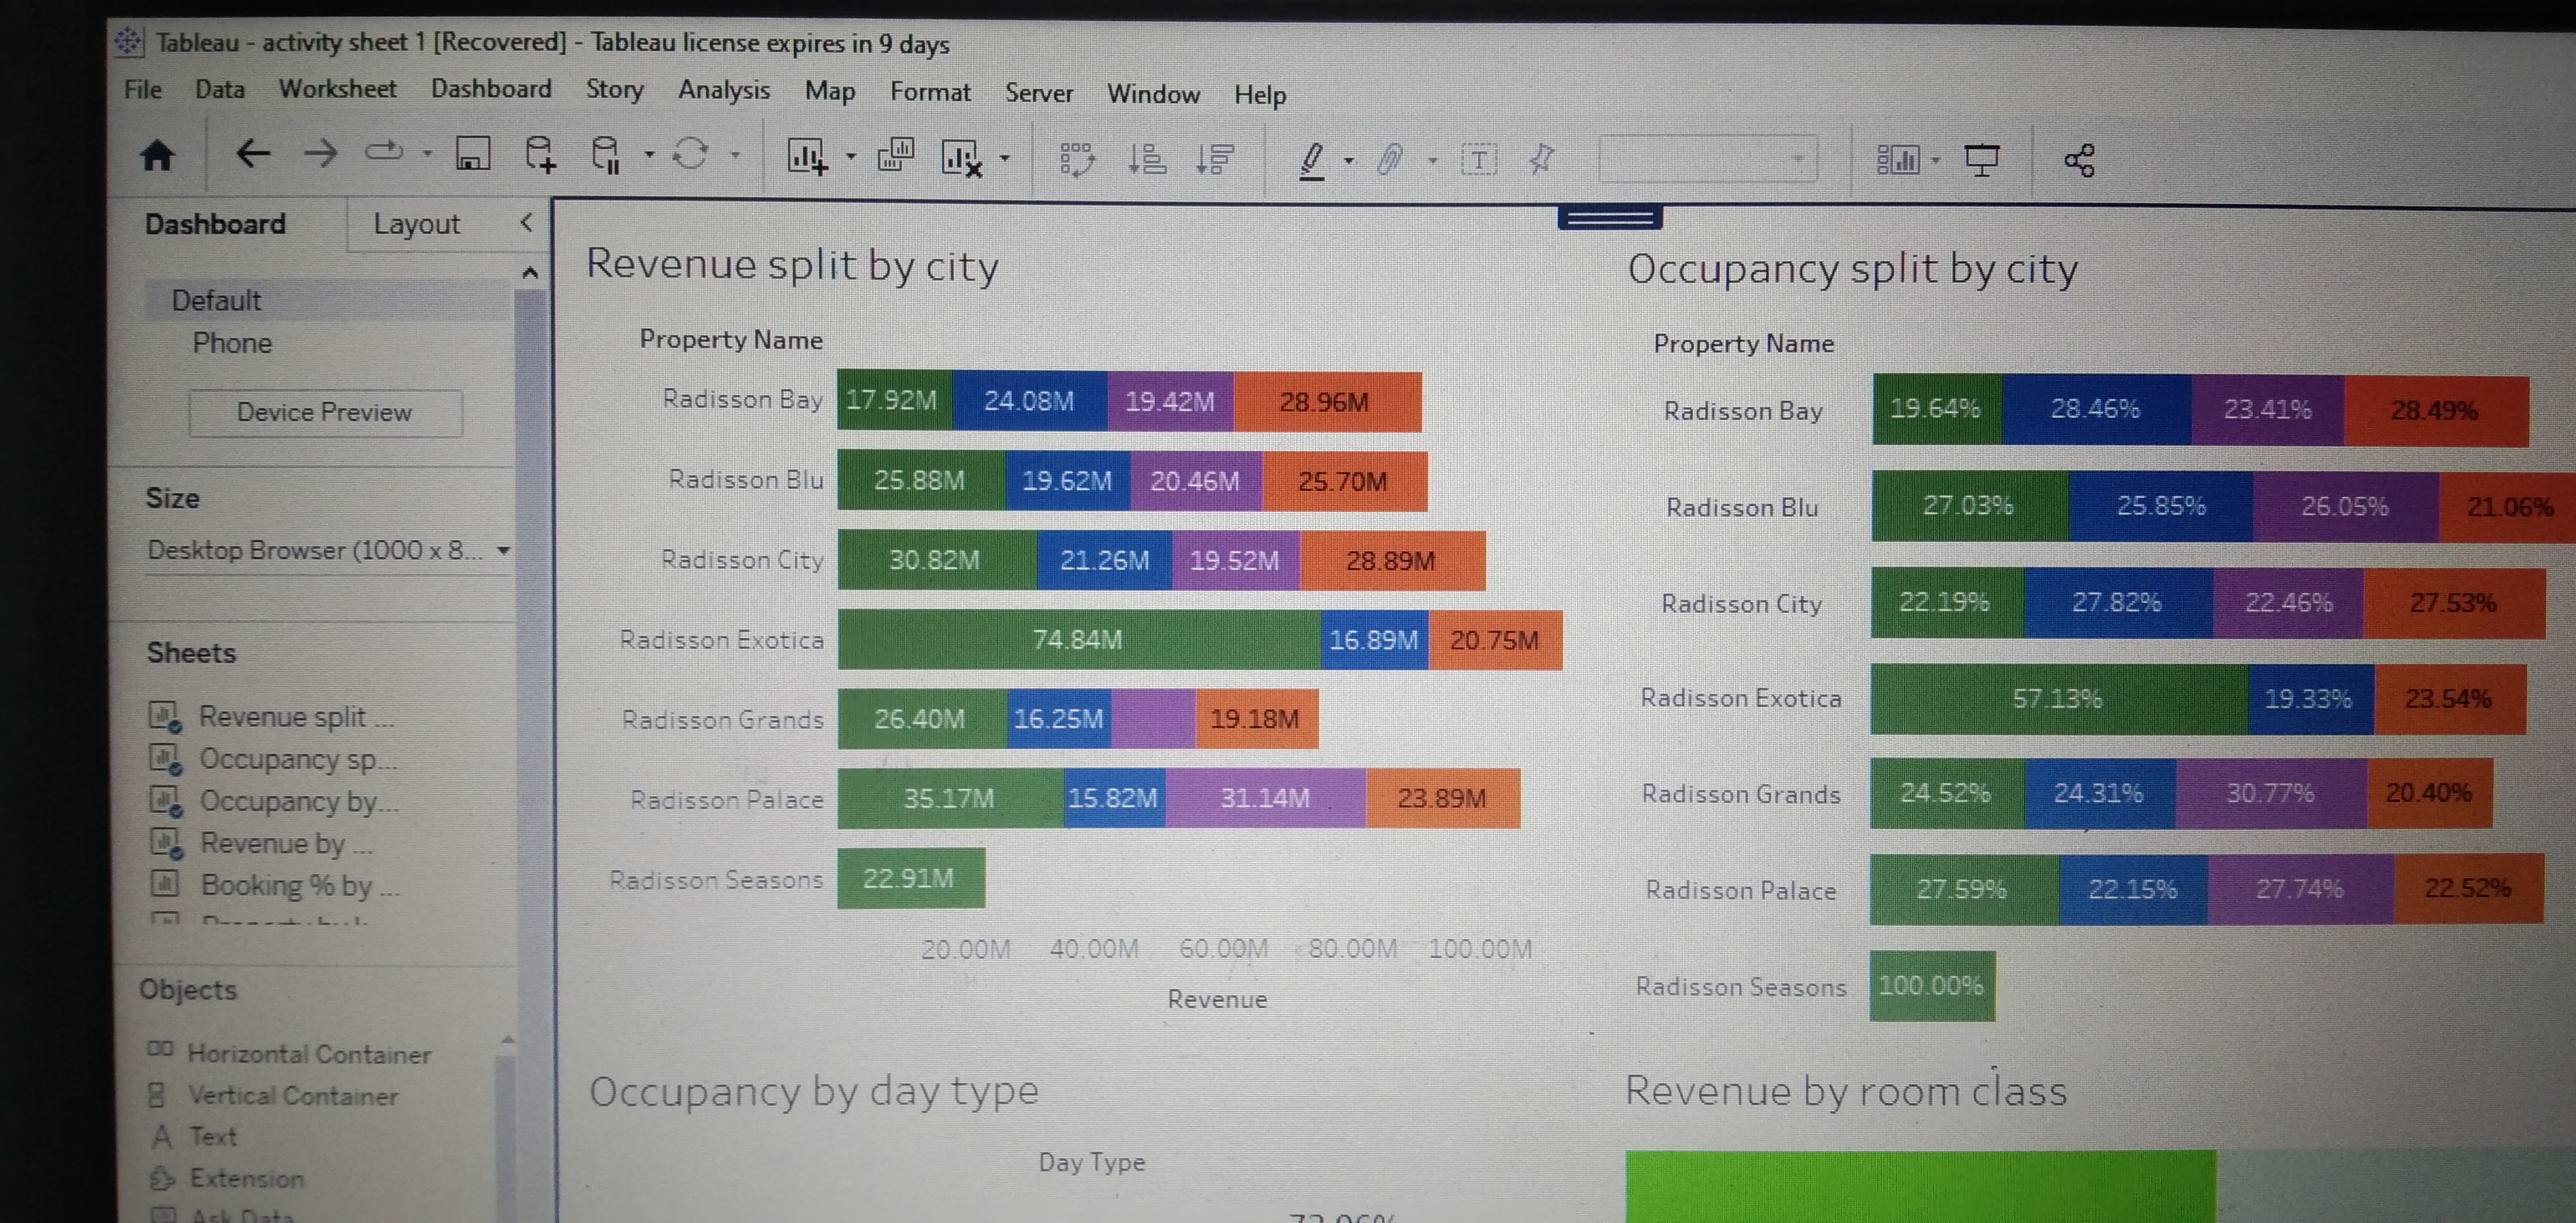 Tableau - activity sheet 1 [Recovered] - Tableau license expires in 9 days
File Data Worksheet Dashboard Story Analysis Map Format Server Window Help
T
Dashboard Layout
Default
Phone
Device Preview
Size
Desktop Browser (1000 x 8...
Sheets
Revenue split ...
Occupancy sp...
Occupancy by...
Revenue by ...
Booking % by ...
Objects
Horizontal Container
Vertical Container
A Text
Extension
Ask Data
Revenue split by city
Property Name
Radisson Bay 17.92M 24.08M 19.42M 28.96M
Radisson Blu 25.88M 19.62M 20.46M 25.70M
Radisson City 30.82M 21.26M 19.52M 28.89M
Radisson Exotica 74.84M 16.89M 20.75M
Radisson Grands 26.40M 16.25M 19.18M
Radisson Palace 35.17M 15.82M 31.14M 23.89M
Radisson Seasons 22.91M
20.00M 40.00M 60.00M 80.00M 100.00M
Revenue
Occupancy split by city
Property Name
Radisson Bay 19.64% 28.46% 23.41% 28.49%
Radisson Blu 27.03% 25.85% 26.05% 21.06%
Radisson City 22.19% 27.82% 22.46% 27.53%
Radisson Exotica 57.13% 19.33% 23.54%
Radisson Grands 24.52% 24.31% 30.77% 20.40%
Radisson Palace 27.59% 22.15% 27.74% 22.52%
Radisson Seasons 100.00%
Occupancy by day type
Day Type
Revenue by room class